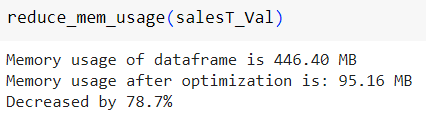 reduce_mem_usage(salesT_Val)
Memory usage of dataframe is 446.40 MB
Memory usage after optimization is: 95.16 MB
Decreased by 78.7%